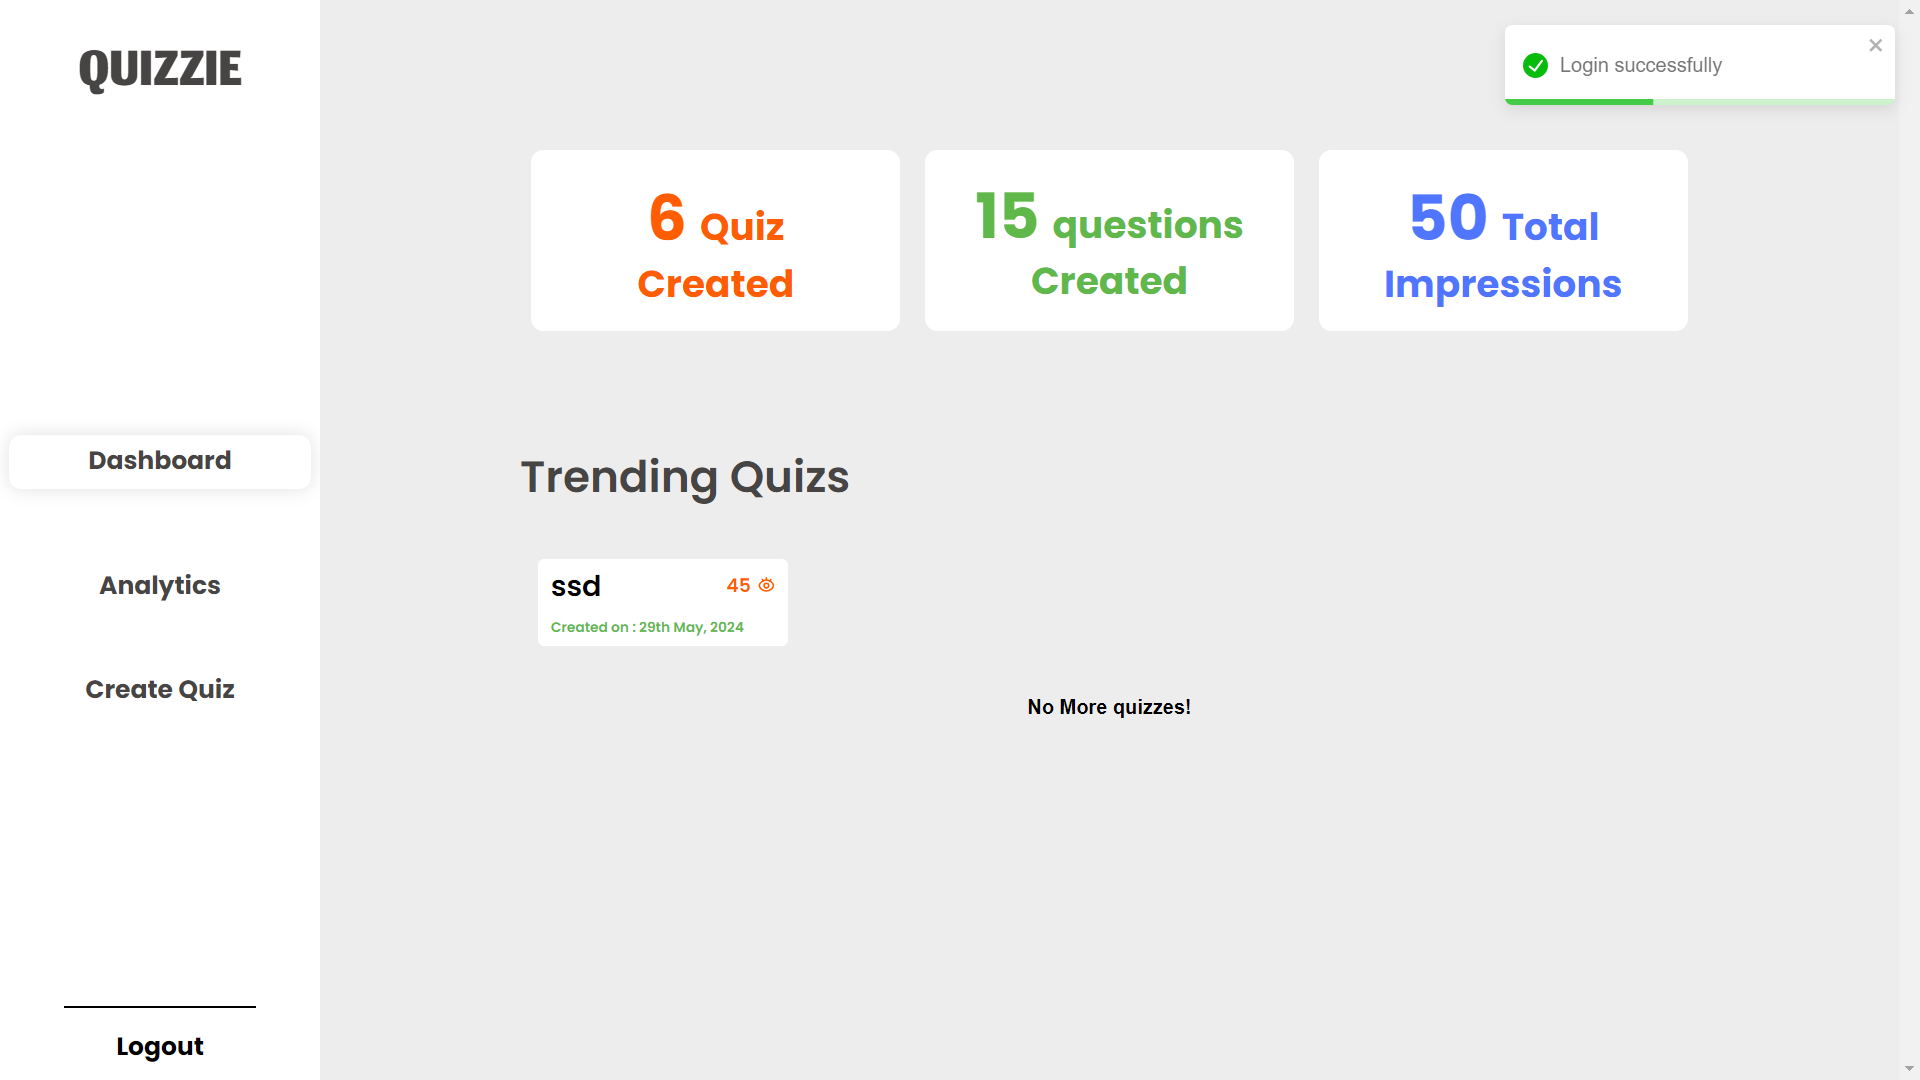 QUIZZIE
Login successfully
6 Quiz
Created
15 questions
Created
50 Total
Impressions
Dashboard
Trending Quizs
Analytics
ssd
45
Created on : 29th May, 2024
Create Quiz
No More quizzes!
Logout